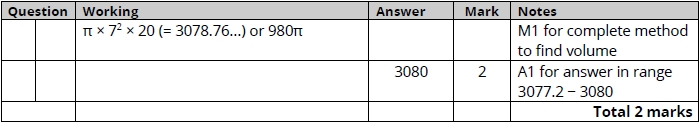 Question Working Answer Mark Notes
π × 7² × 20 (= 3078.76...) or 980π M1 for complete method
to find volume
3080 2 A1 for answer in range
3077.2 − 3080
Total 2 marks